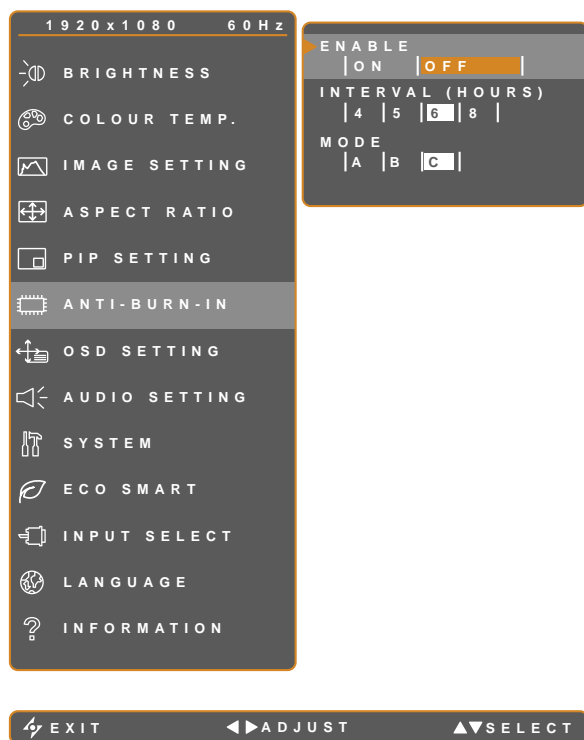 1920x1080 60Hz
BRIGHTNESS
COLOUR TEMP.
IMAGE SETTING
ASPECT RATIO
PIP SETTING
ANTI-BURN-IN
OSD SETTING
AUDIO SETTING
SYSTEM
ECO SMART
INPUT SELECT
LANGUAGE
INFORMATION
ENABLE
ON OFF
INTERVAL (HOURS)
4 5 6 8
MODE
A B C
EXIT ADJUST SELECT